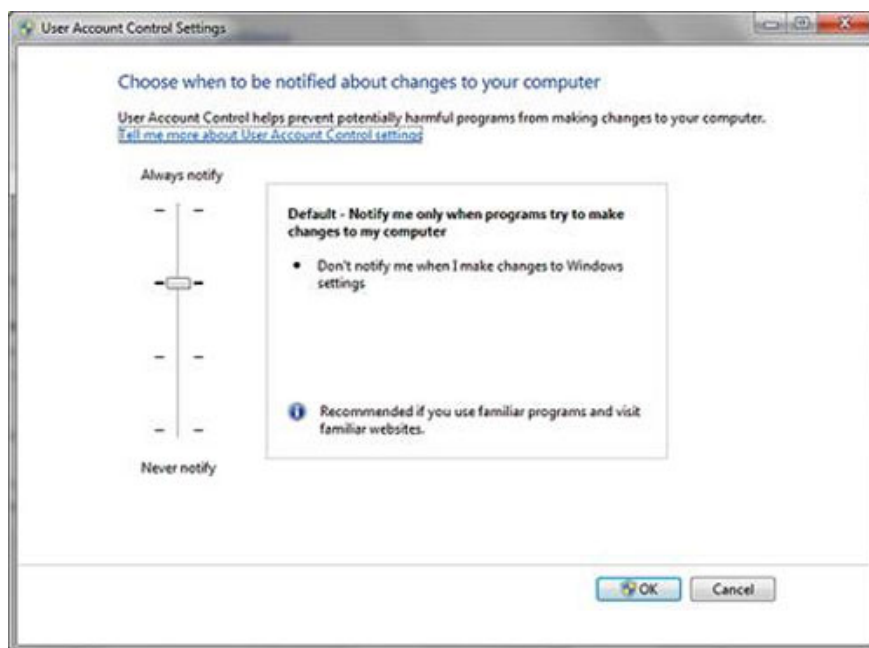 User Account Control Settings
Choose when to be notified about changes to your computer
User Account Control helps prevent potentially harmful programs from making changes to your computer.
Tell me more about User Account Control settings
Always notify
Default - Notify me only when programs try to make
changes to my computer
• Don't notify me when I make changes to Windows
settings
Recommended if you use familiar programs and visit
familiar websites.
Never notify
OK Cancel